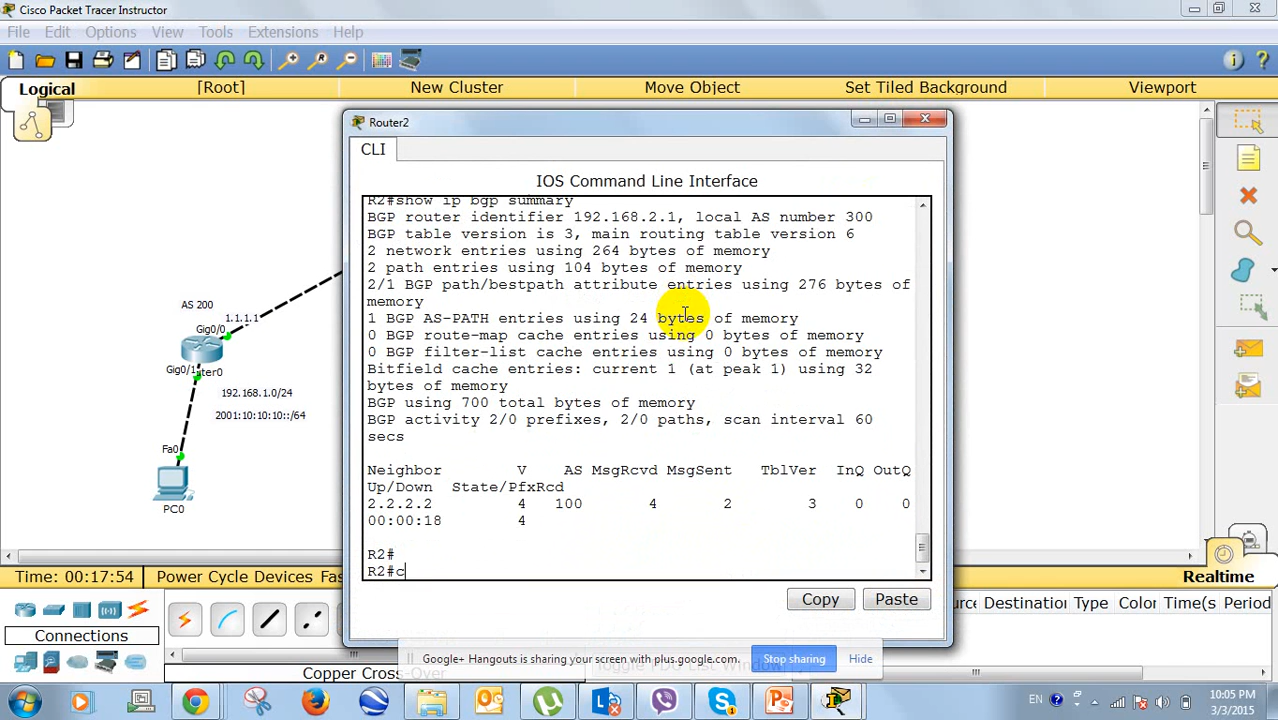 Cisco Packet Tracer Instructor
File Edit Options View Tools Extensions Help
Logical [Root] New Cluster Move Object Set Tiled Background Viewport
Router2
CLI
IOS Command Line Interface
R2#show ip bgp summary
BGP router identifier 192.168.2.1, local AS number 300
BGP table version is 3, main routing table version 6
2 network entries using 264 bytes of memory
2 path entries using 104 bytes of memory
2/1 BGP path/bestpath attribute entries using 276 bytes of
memory
1 BGP AS-PATH entries using 24 bytes of memory
0 BGP route-map cache entries using 0 bytes of memory
0 BGP filter-list cache entries using 0 bytes of memory
Bitfield cache entries: current 1 (at peak 1) using 32
bytes of memory
BGP using 700 total bytes of memory
BGP activity 2/0 prefixes, 2/0 paths, scan interval 60
secs
Neighbor V AS MsgRcvd MsgSent TblVer InQ OutQ
Up/Down State/PfxRcd
2.2.2.2 4 100 4 2 3 0 0
00:00:18 4
R2#
R2#c
Copy Paste
AS 200
1.1.1.1
Gig0/0
Gig0/1
ter0
192.168.1.0/24
2001:10:10:10::/64
Fa0
PC0
Time: 00:17:54 Power Cycle Devices Fas
Realtime
Connections
Copper Cross-Over
urce Destination Type Color Time(s Period
Google+ Hangouts is sharing your screen with plus.google.com. Stop sharing Hide
EN
10:05 PM
3/3/2015